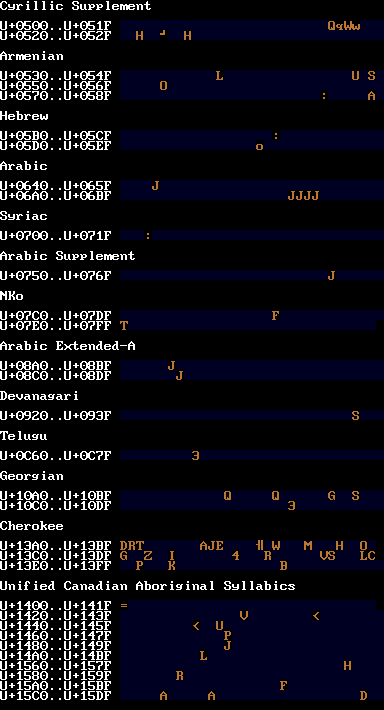 Cyrillic Supplement
U+0500..U+051F QqWw
U+0520..U+052F H H
Armenian
U+0530..U+054F L U S
U+0550..U+056F O
U+0570..U+058F : A
Hebrew
U+05B0..U+05CF :
U+05D0..U+05EF o
Arabic
U+0640..U+065F J
U+06A0..U+06BF JJJJ
Syriac
U+0700..U+071F :
Arabic Supplement
U+0750..U+076F J
NKo
U+07C0..U+07DF F
U+07E0..U+07FF T
Arabic Extended-A
U+08A0..U+08BF J
U+08C0..U+08DF J
Devanagari
U+0920..U+093F S
Telugu
U+0C60..U+0C7F 3
Georgian
U+10A0..U+10BF Q Q G S
U+10C0..U+10DF 3
Cherokee
U+13A0..U+13BF DRT AJE W M H O
U+13C0..U+13DF G Z I 4 R VS LC
U+13E0..U+13FF P K B
Unified Canadian Aboriginal Syllabics
U+1400..U+141F =
U+1420..U+143F V <
U+1440..U+145F < U
U+1460..U+147F P
U+1480..U+149F J
U+14A0..U+14BF L
U+1560..U+157F H
U+1580..U+159F R
U+15A0..U+15BF F
U+15C0..U+15DF A A D